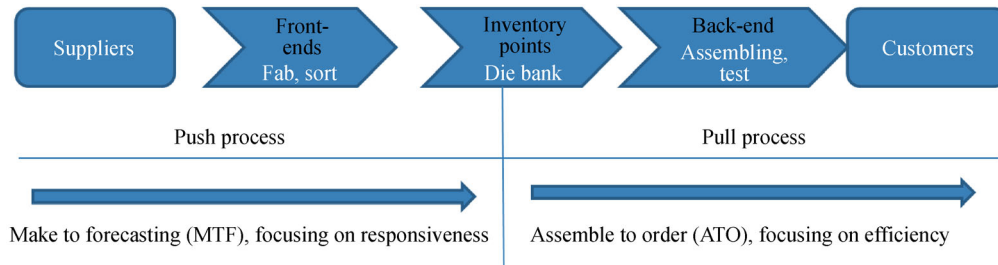 Suppliers
Front-
ends
Fab, sort
Inventory
points
Die bank
Back-end
Assembling,
test
Customers
Push process
Pull process
Make to forecasting (MTF), focusing on responsiveness
Assemble to order (ATO), focusing on efficiency